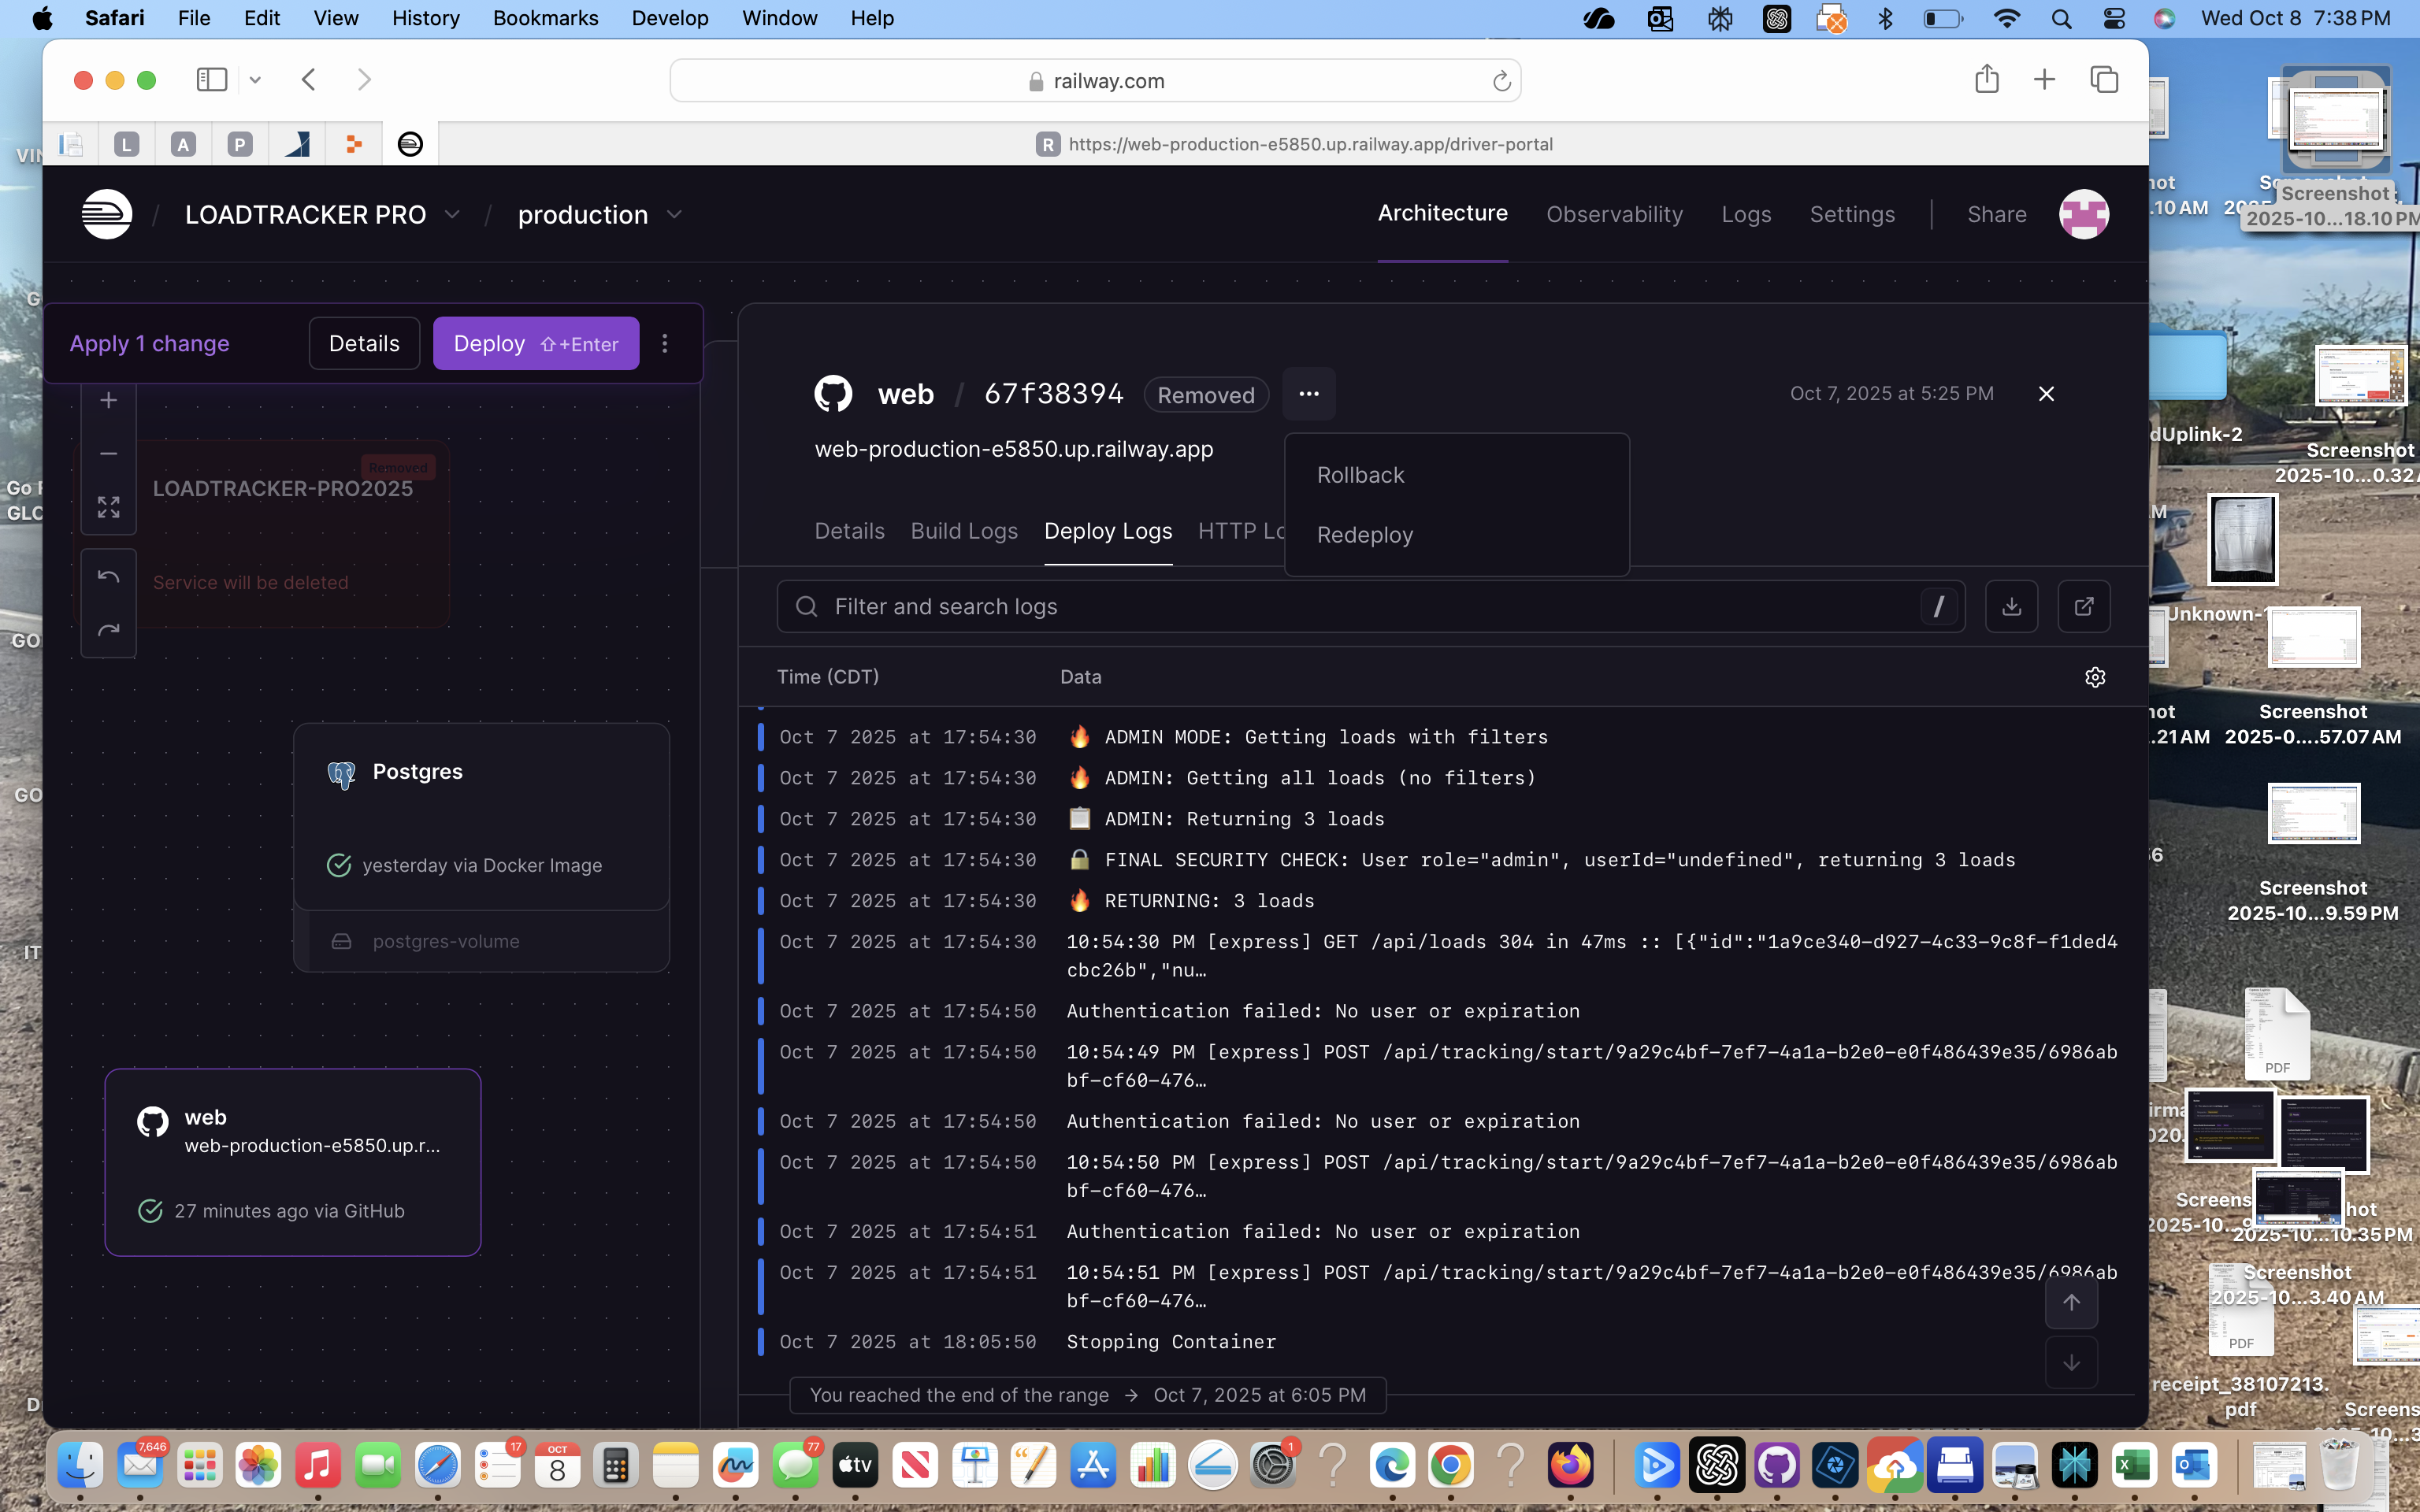 Safari File Edit View History Bookmarks Develop Window Help
Wed Oct 8 7:38 PM
railway.com
L A P
R https://web-production-e5850.up.railway.app/driver-portal
/ LOADTRACKER PRO / production
Architecture Observability Logs Settings | Share
Apply 1 change Details Deploy ⇧+Enter
Removed
LOADTRACKER-PRO2025
Service will be deleted
Postgres
yesterday via Docker Image
postgres-volume
web
web-production-e5850.up.r...
27 minutes ago via GitHub
web / 67f38394 Removed ...
Oct 7, 2025 at 5:25 PM
web-production-e5850.up.railway.app
Rollback
Redeploy
Details Build Logs Deploy Logs HTTP Lo
Filter and search logs /
Time (CDT) Data
Oct 7 2025 at 17:54:30 🔥 ADMIN MODE: Getting loads with filters
Oct 7 2025 at 17:54:30 🔥 ADMIN: Getting all loads (no filters)
Oct 7 2025 at 17:54:30 📋 ADMIN: Returning 3 loads
Oct 7 2025 at 17:54:30 🔒 FINAL SECURITY CHECK: User role="admin", userId="undefined", returning 3 loads
Oct 7 2025 at 17:54:30 🔥 RETURNING: 3 loads
Oct 7 2025 at 17:54:30 10:54:30 PM [express] GET /api/loads 304 in 47ms :: [{"id":"1a9ce340-d927-4c33-9c8f-f1ded4
cbc26b","nu…
Oct 7 2025 at 17:54:50 Authentication failed: No user or expiration
Oct 7 2025 at 17:54:50 10:54:49 PM [express] POST /api/tracking/start/9a29c4bf-7ef7-4a1a-b2e0-e0f486439e35/6986ab
bf-cf60-476…
Oct 7 2025 at 17:54:50 Authentication failed: No user or expiration
Oct 7 2025 at 17:54:50 10:54:50 PM [express] POST /api/tracking/start/9a29c4bf-7ef7-4a1a-b2e0-e0f486439e35/6986ab
bf-cf60-476…
Oct 7 2025 at 17:54:51 Authentication failed: No user or expiration
Oct 7 2025 at 17:54:51 10:54:51 PM [express] POST /api/tracking/start/9a29c4bf-7ef7-4a1a-b2e0-e0f486439e35/6986ab
bf-cf60-476…
Oct 7 2025 at 18:05:50 Stopping Container
You reached the end of the range → Oct 7, 2025 at 6:05 PM
Screenshot
2025-10...18.10 PM
.10 AM
dUplink-2
Screenshot
2025-10...0.32
Unknown-1
Screenshot
2025-0....57.07 AM
.21 AM
Screenshot
2025-10...9.59 PM
PDF
2025-10...10.35 PM
Screenshot
2025-10...3.40 AM
PDF
receipt_38107213.
pdf
7,646
17
OCT
8
77
tv
1